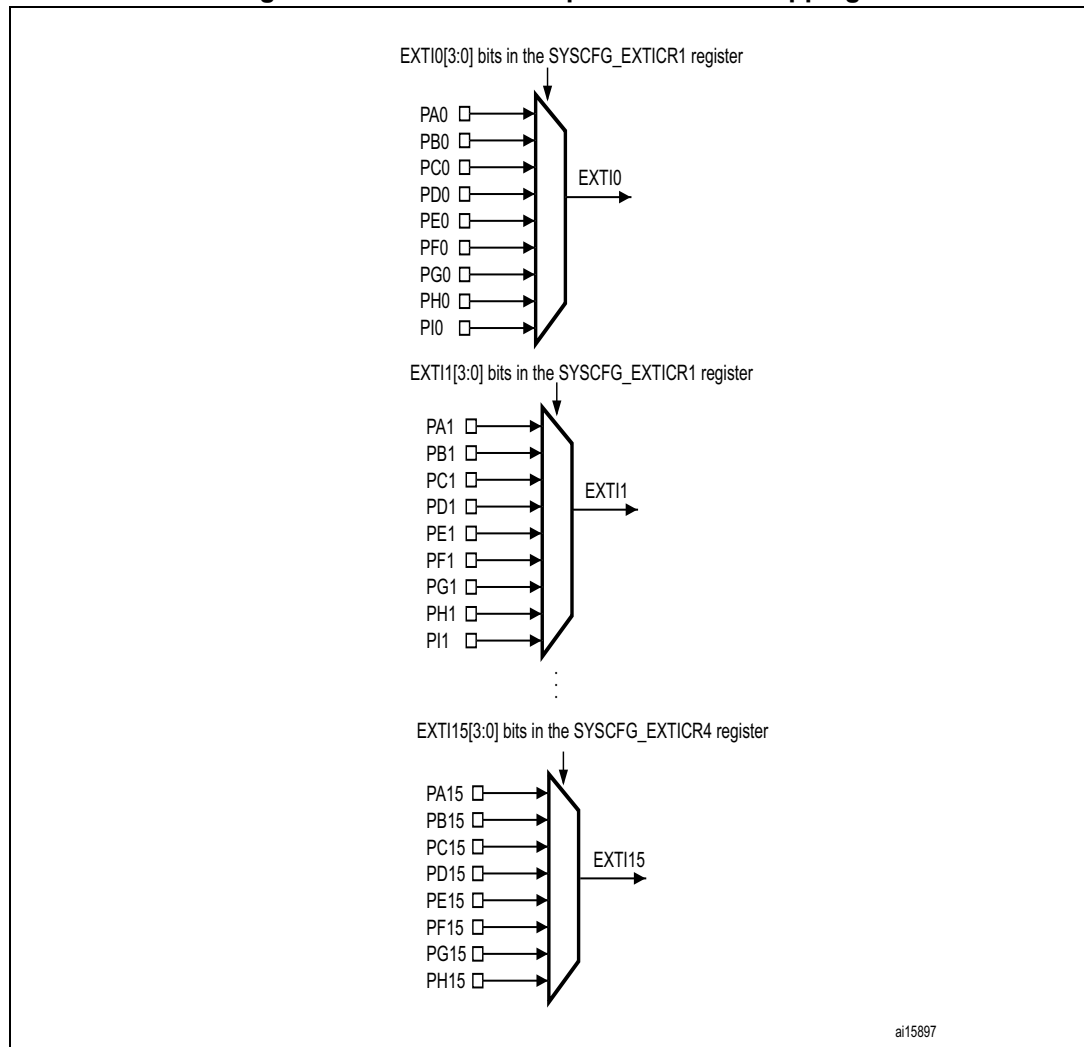 EXTI0[3:0] bits in the SYSCFG_EXTICR1 register
PA0
PB0
PC0
PD0
PE0
PF0
PG0
PH0
PI0
EXTI0
EXTI1[3:0] bits in the SYSCFG_EXTICR1 register
PA1
PB1
PC1
PD1
PE1
PF1
PG1
PH1
PI1
EXTI1
EXTI15[3:0] bits in the SYSCFG_EXTICR4 register
PA15
PB15
PC15
PD15
PE15
PF15
PG15
PH15
EXTI15
ai15897